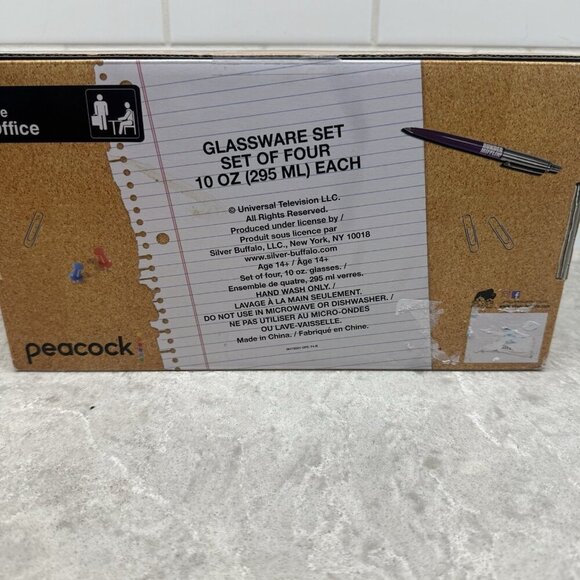 e
Office
GLASSWARE SET
SET OF FOUR
10 OZ (295 ML) EACH
© Universal Television LLC.
All Rights Reserved.
Produced under license by /
Produit sous licence par
Silver Buffalo, LLC., New York, NY 10018
www.silver-buffalo.com
Age 14+ / Âge 14+
Set of four, 10 oz. glasses. /
Ensemble de quatre, 295 ml verres.
HAND WASH ONLY. /
LAVAGE À LA MAIN SEULEMENT.
DO NOT USE IN MICROWAVE OR DISHWASHER. /
NE PAS UTILISER AU MICRO-ONDES
OU LAVE-VAISSELLE.
Made in China. / Fabriqué en Chine.
peacock